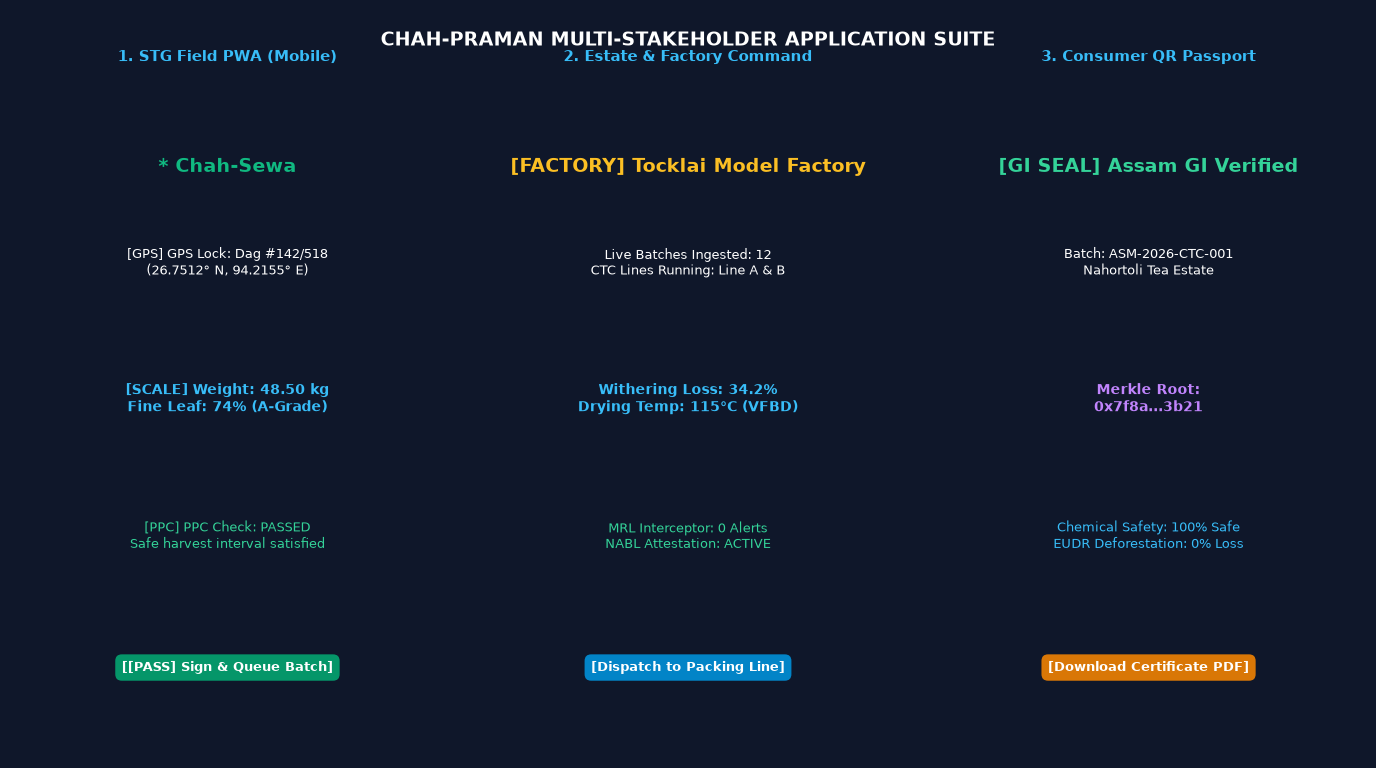 CHAH-PRAMAN MULTI-STAKEHOLDER APPLICATION SUITE
1. STG Field PWA (Mobile)
* Chah-Sewa
[GPS] GPS Lock: Dag #142/518
(26.7512° N, 94.2155° E)
[SCALE] Weight: 48.50 kg
Fine Leaf: 74% (A-Grade)
[PPC] PPC Check: PASSED
Safe harvest interval satisfied
[[PASS] Sign & Queue Batch]
2. Estate & Factory Command
[FACTORY] Tocklai Model Factory
Live Batches Ingested: 12
CTC Lines Running: Line A & B
Withering Loss: 34.2%
Drying Temp: 115°C (VFBD)
MRL Interceptor: 0 Alerts
NABL Attestation: ACTIVE
[Dispatch to Packing Line]
3. Consumer QR Passport
[GI SEAL] Assam GI Verified
Batch: ASM-2026-CTC-001
Nahortoli Tea Estate
Merkle Root:
0x7f8a...3b21
Chemical Safety: 100% Safe
EUDR Deforestation: 0% Loss
[Download Certificate PDF]